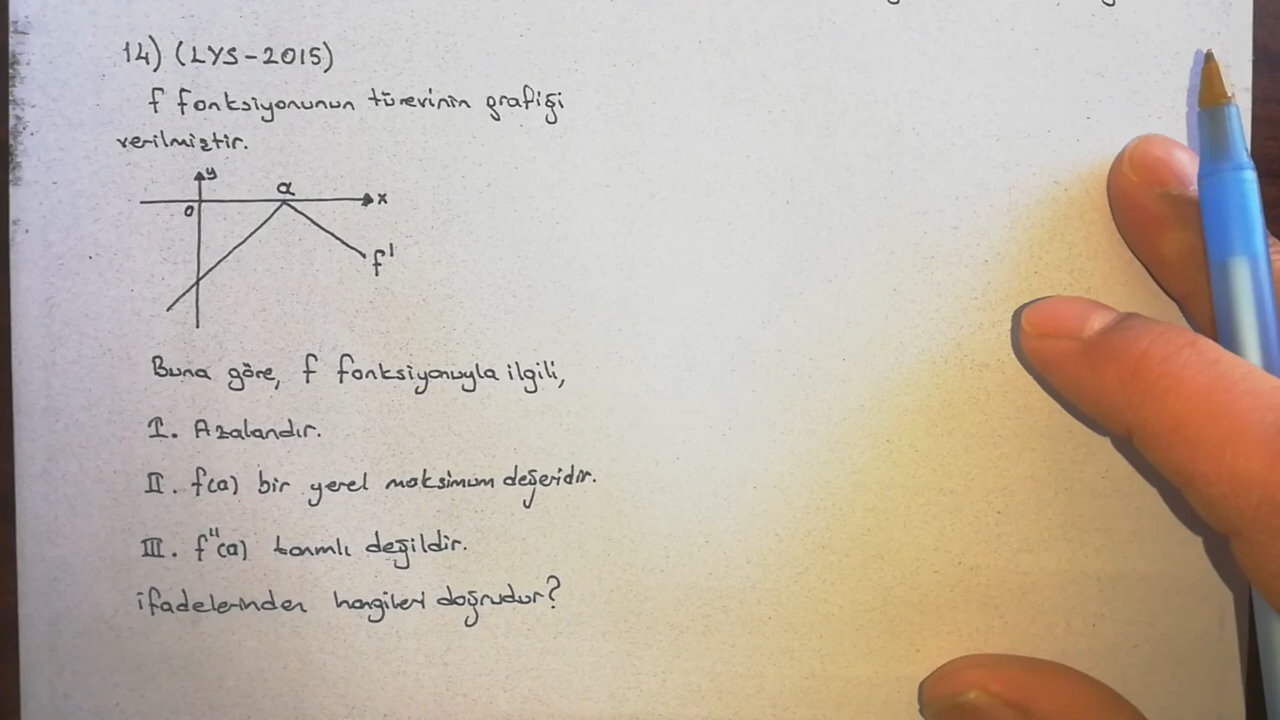 14) (LYS-2015)
f fonksiyonunun türevinin grafiği
verilmiştir.
y
a
x
0
f'
Buna göre, f fonksiyonuyla ilgili,
I. Azalandır.
II. f(a) bir yerel maksimum değeridir.
III. f"(a) tanımlı değildir.
ifadelerinden hangileri doğrudur?